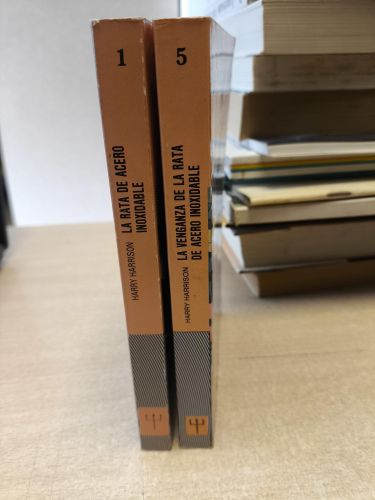 1
HARRY HARRISON
LA RATA DE ACERO
INOXIDABLE
5
HARRY HARRISON
LA VENGANZA DE LA RATA
DE ACERO INOXIDABLE